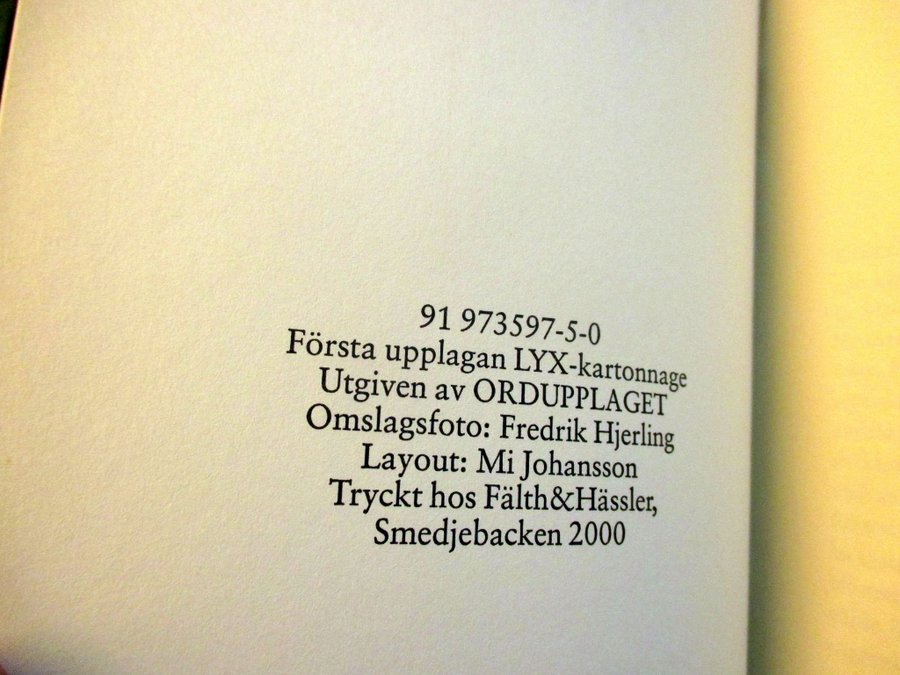 91 973597-5-0
Första upplagan LYX-kartonnage
Utgiven av ORDUPPLAGET
Omslagsfoto: Fredrik Hjerling
Layout: Mi Johansson
Tryckt hos Fälth&Hässler,
Smedjebacken 2000